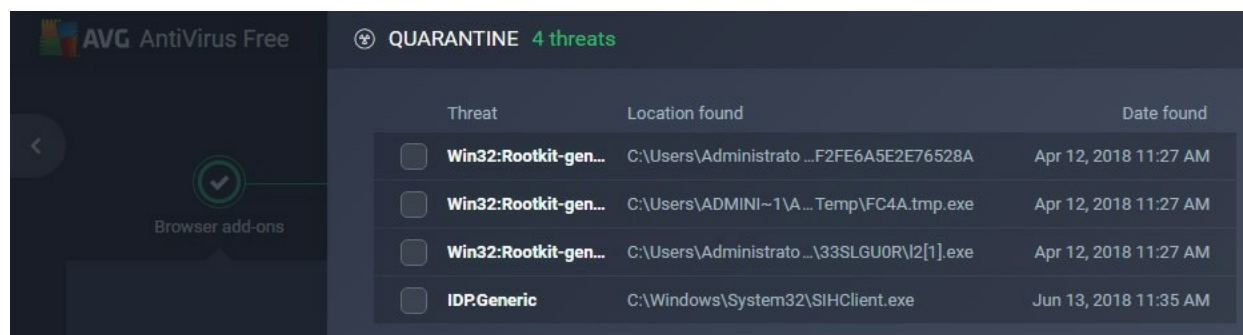 AVG AntiVirus Free
QUARANTINE 4 threats
Threat Location found Date found
Win32:Rootkit-gen... C:\Users\Administrato ...F2FE6A5E2E76528A Apr 12, 2018 11:27 AM
Win32:Rootkit-gen... C:\Users\ADMINI~1\A...Temp\FC4A.tmp.exe Apr 12, 2018 11:27 AM
Win32:Rootkit-gen... C:\Users\Administrato ...\33SLGU0R\l2[1].exe Apr 12, 2018 11:27 AM
IDP.Generic C:\Windows\System32\SIHClient.exe Jun 13, 2018 11:35 AM
Browser add-ons